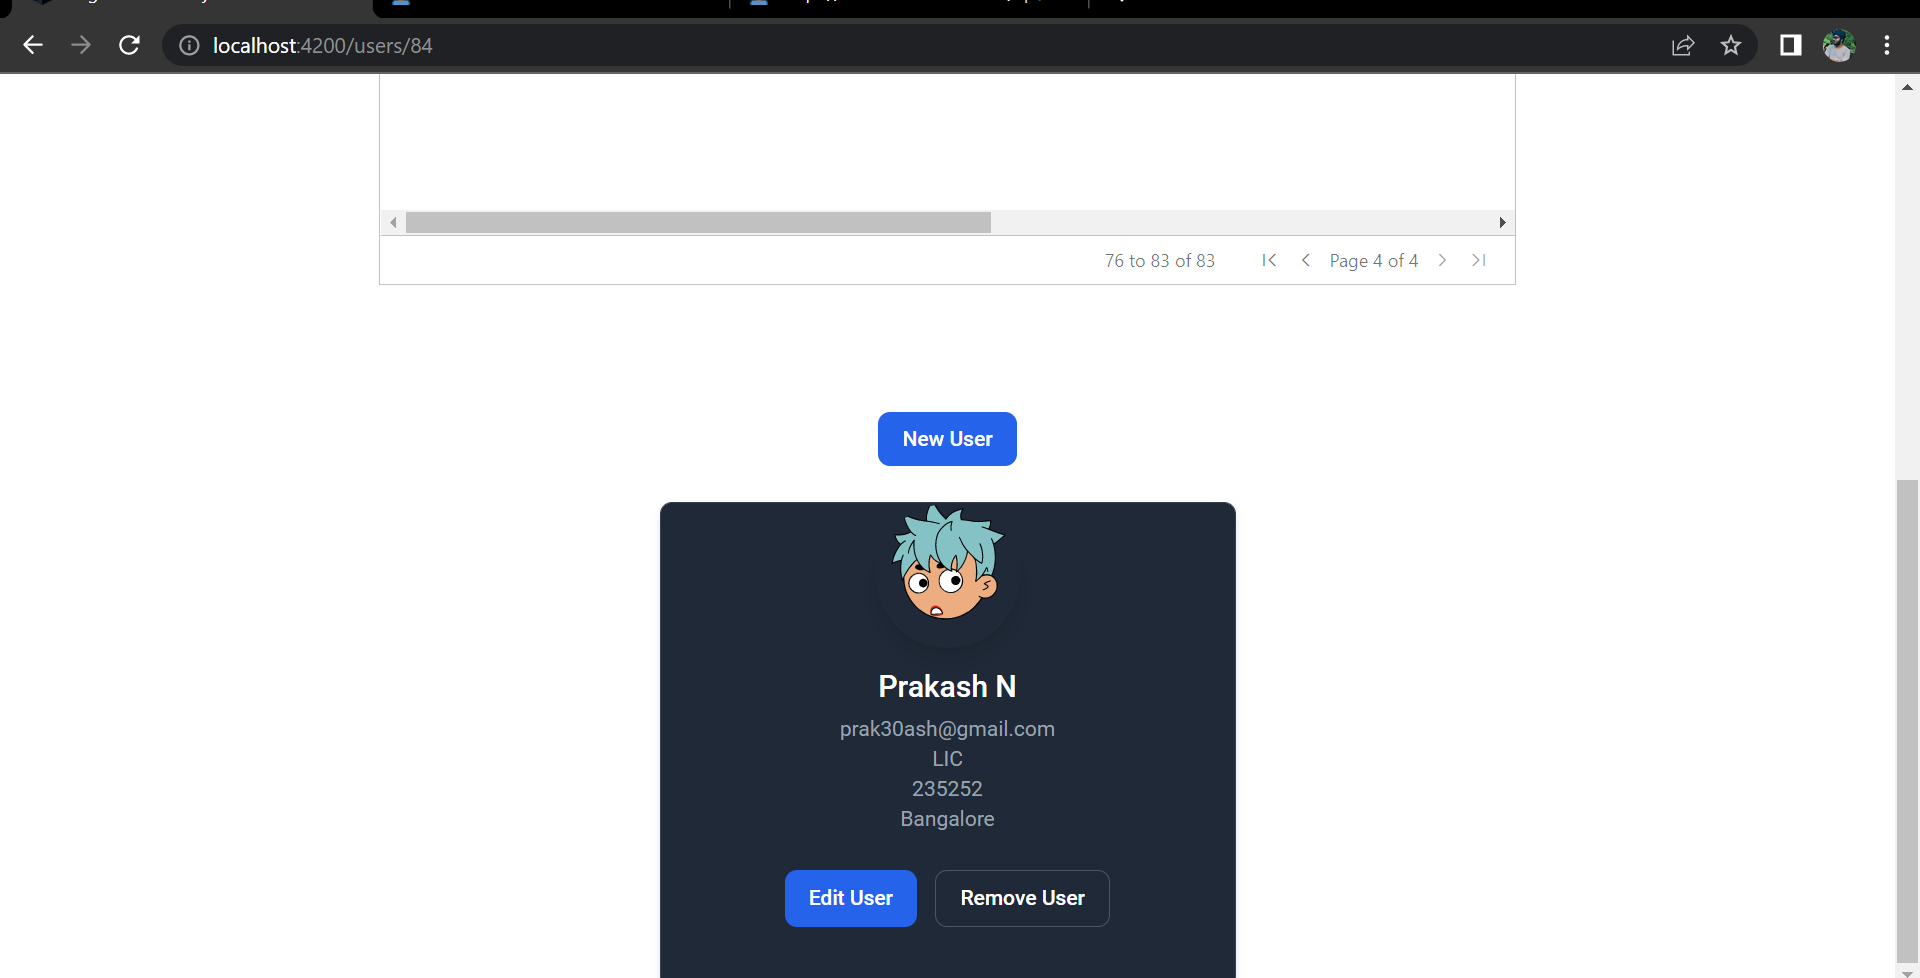 localhost:4200/users/84
76 to 83 of 83 Page 4 of 4
New User
Prakash N
prak30ash@gmail.com
LIC
235252
Bangalore
Edit User Remove User